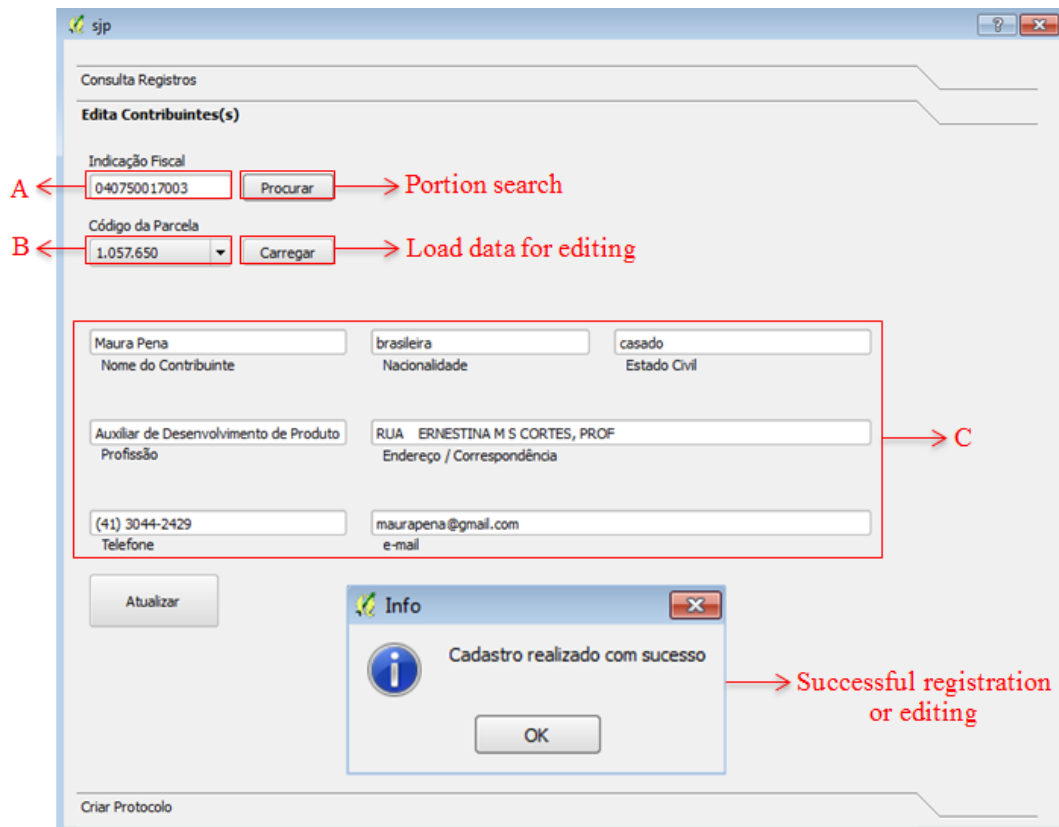 sjp
Consulta Registros
Edita Contribuintes(s)
Indicação Fiscal
A 040750017003 Procurar Portion search
Código da Parcela
B 1.057.650 Carregar Load data for editing
Maura Pena brasileira casado
Nome do Contribuinte Nacionalidade Estado Civil
Auxiliar de Desenvolvimento de Produto RUA ERNESTINA M S CORTES, PROF
Profissão Endereço / Correspondência
C
(41) 3044-2429 maurapena@gmail.com
Telefone e-mail
Atualizar
Info
Cadastro realizado com sucesso
OK
Successful registration
or editing
Criar Protocolo